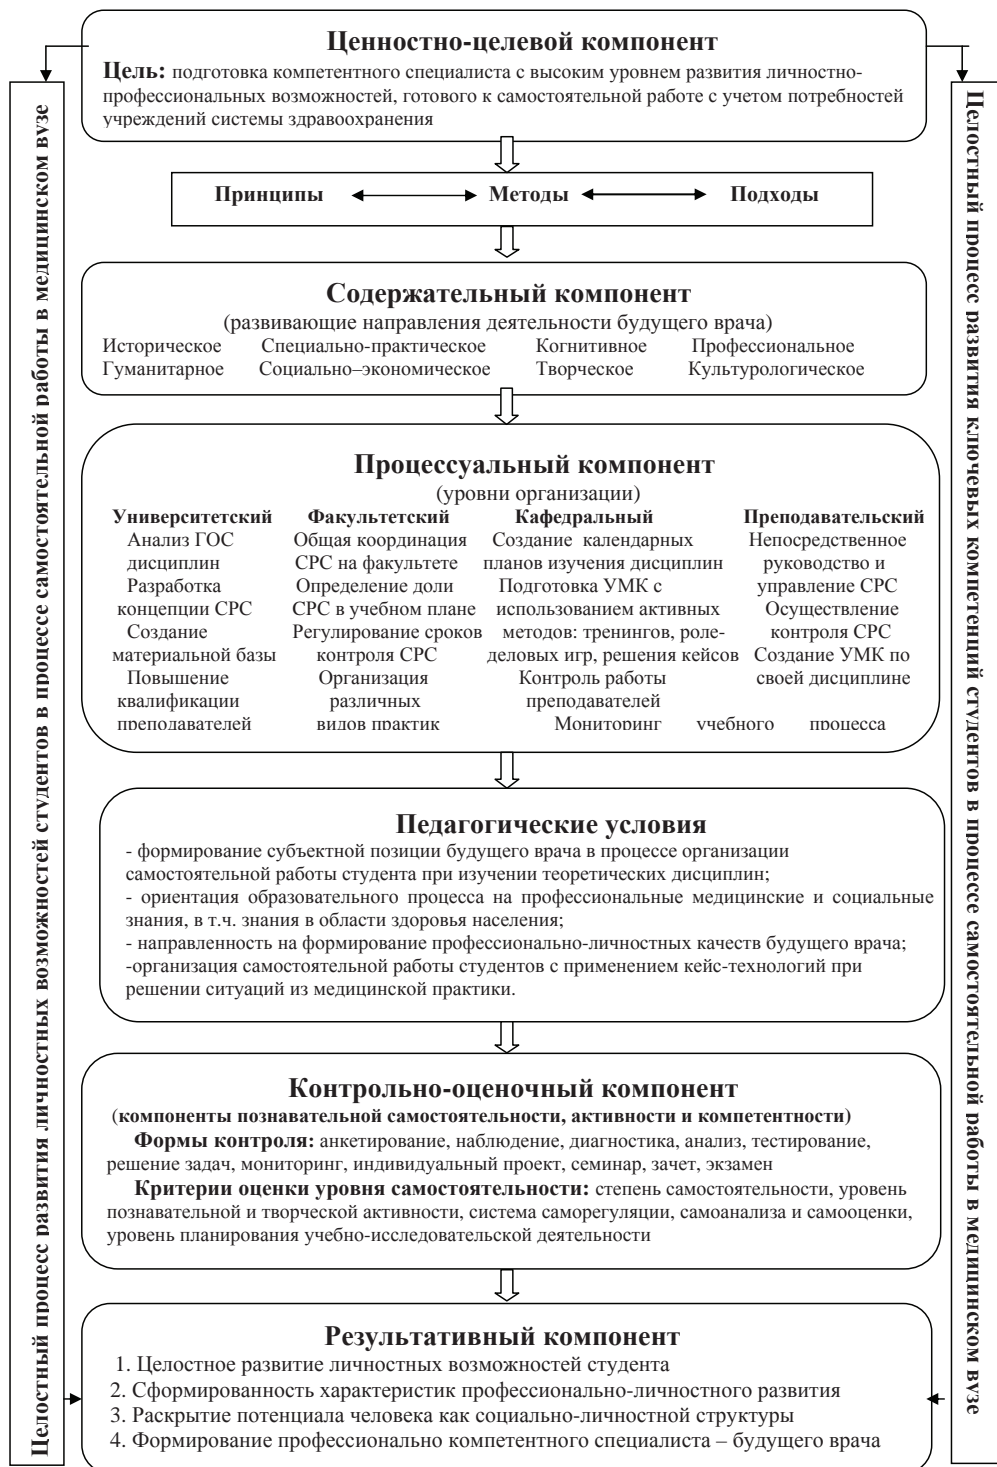 Ценностно-целевой компонент
Цель: подготовка компетентного специалиста с высоким уровнем развития личностно-
профессиональных возможностей, готового к самостоятельной работе с учетом потребностей
учреждений системы здравоохранения
Принципы Методы Подходы
Содержательный компонент
(развивающие направления деятельности будущего врача)
Историческое Специально-практическое Когнитивное Профессиональное
Гуманитарное Социально–экономическое Творческое Культурологическое
Процессуальный компонент
(уровни организации)
Университетский Факультетский Кафедральный Преподавательский
Анализ ГОС Общая координация Создание календарных Непосредственное
дисциплин СРС на факультете планов изучения дисциплин руководство и
Разработка Определение доли Подготовка УМК с управление СРС
концепции СРС СРС в учебном плане использованием активных Осуществление
Создание Регулирование сроков методов: тренингов, роле- контроля СРС
материальной базы контроля СРС деловых игр, решения кейсов Создание УМК по
Повышение Организация Контроль работы своей дисциплине
квалификации различных преподавателей
преподавателей видов практик Мониторинг учебного процесса
Педагогические условия
- формирование субъектной позиции будущего врача в процессе организации
самостоятельной работы студента при изучении теоретических дисциплин;
- ориентация образовательного процесса на профессиональные медицинские и социальные
знания, в т.ч. знания в области здоровья населения;
- направленность на формирование профессионально-личностных качеств будущего врача;
-организация самостоятельной работы студентов с применением кейс-технологий при
решении ситуаций из медицинской практики.
Контрольно-оценочный компонент
(компоненты познавательной самостоятельности, активности и компетентности)
Формы контроля: анкетирование, наблюдение, диагностика, анализ, тестирование,
решение задач, мониторинг, индивидуальный проект, семинар, зачет, экзамен
Критерии оценки уровня самостоятельности: степень самостоятельности, уровень
познавательной и творческой активности, система саморегуляции, самоанализа и самооценки,
уровень планирования учебно-исследовательской деятельности
Результативный компонент
1. Целостное развитие личностных возможностей студента
2. Сформированность характеристик профессионально-личностного развития
3. Раскрытие потенциала человека как социально-личностной структуры
4. Формирование профессионально компетентного специалиста – будущего врача
Целостный процесс развития личностных возможностей студентов в процессе самостоятельной работы в медицинском вузе
Целостный процесс развития ключевых компетенций студентов в процессе самостоятельной работы в медицинском вузе